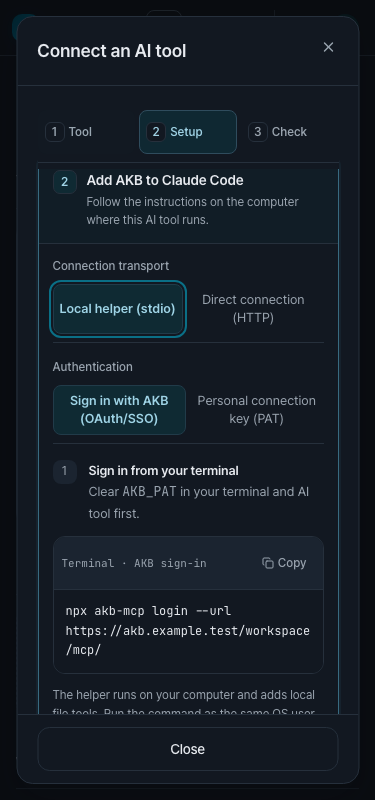 Connect an AI tool
1 Tool
2 Setup
3 Check
2 Add AKB to Claude Code
Follow the instructions on the computer
where this AI tool runs.
Connection transport
Local helper (stdio)
Direct connection
(HTTP)
Authentication
Sign in with AKB
(OAuth/SSO)
Personal connection
key (PAT)
1 Sign in from your terminal
Clear AKB_PAT in your terminal and AI
tool first.
Terminal · AKB sign-in
Copy
npx akb-mcp login --url
https://akb.example.test/workspace
/mcp/
The helper runs on your computer and adds local
file tools. Run the command as the same OS user
Close